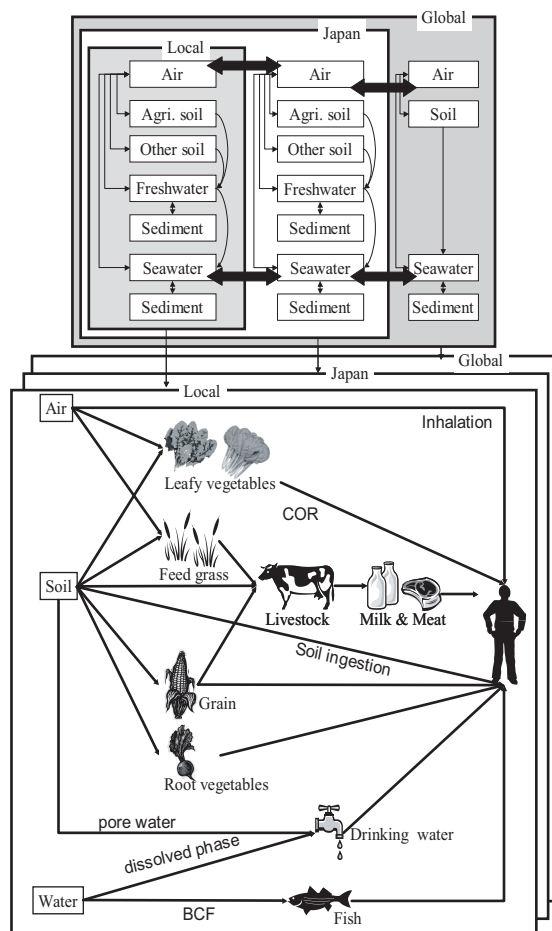 Global
Japan
Local
Air Air Air
Agri. soil Agri. soil Soil
Other soil Other soil
Freshwater Freshwater
Sediment Sediment
Seawater Seawater Seawater
Sediment Sediment Sediment
Global
Japan
Local
Air
Inhalation
Leafy vegetables
COR
Feed grass
Soil
Livestock Milk & Meat
Soil ingestion
Grain
Root vegetables
pore water
Drinking water
dissolved phase
Water
BCF
Fish